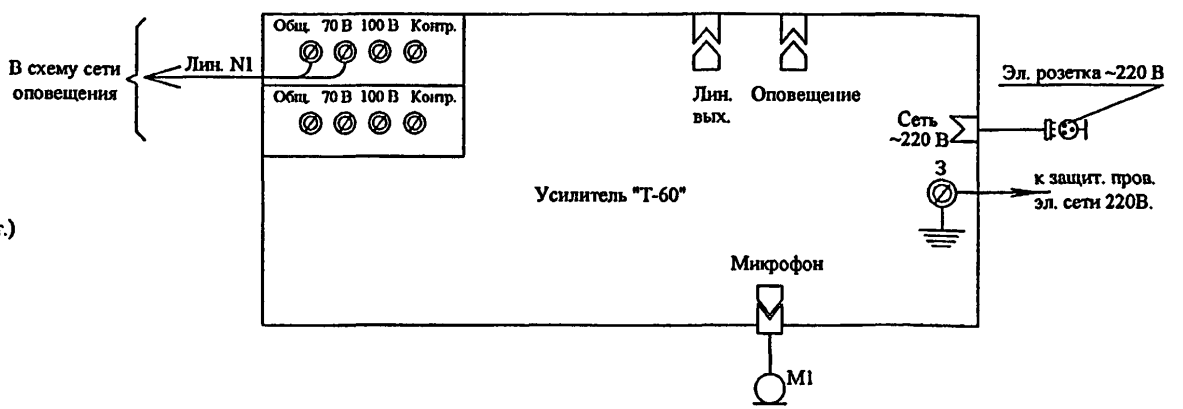 Общ. 70 В 100 В Контр.
В схему сети
оповещения
Лин. N1
Общ. 70 В 100 В Контр.
Лин.
вых.
Оповещение
Эл. розетка ~220 В
Сеть
~220 В
З
к защит. пров.
эл. сети 220В.
Усилитель "Т-60"
т.)
Микрофон
М1